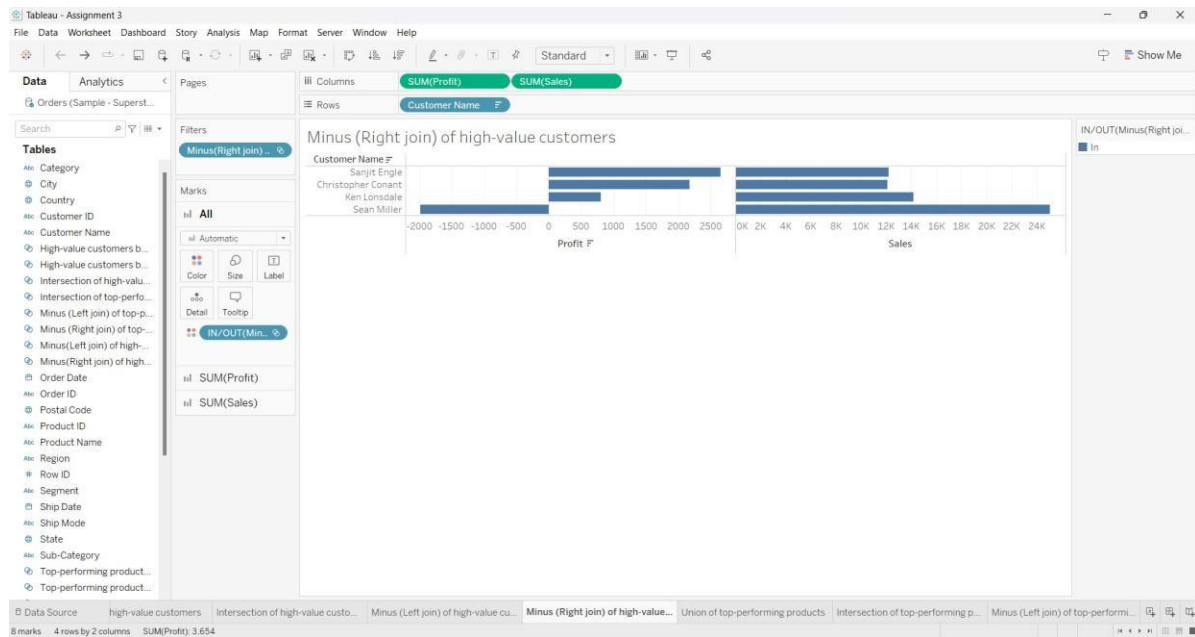 Tableau - Assignment 3
File Data Worksheet Dashboard Story Analysis Map Format Server Window Help
Standard
Show Me
Data Analytics
Orders (Sample - Superst...
Search
Tables
Abc Category
City
Country
Abc Customer ID
Abc Customer Name
High-value customers b...
High-value customers b...
Intersection of high-valu...
Intersection of top-perfo...
Minus (Left join) of top-p...
Minus (Right join) of top-...
Minus(Left join) of high-...
Minus(Right join) of high...
Order Date
Abc Order ID
Postal Code
Abc Product ID
Abc Product Name
Abc Region
# Row ID
Abc Segment
Ship Date
Abc Ship Mode
State
Abc Sub-Category
Top-performing product...
Top-performing product...
Pages
Filters
Minus(Right join) ..
Marks
All
Automatic
Color Size Label
Detail Tooltip
IN/OUT(Min..
SUM(Profit)
SUM(Sales)
Columns SUM(Profit) SUM(Sales)
Rows Customer Name
Minus (Right join) of high-value customers
Customer Name
Sanjit Engle
Christopher Conant
Ken Lonsdale
Sean Miller
-2000 -1500 -1000 -500 0 500 1000 1500 2000 2500 0K 2K 4K 6K 8K 10K 12K 14K 16K 18K 20K 22K 24K
Profit Sales
IN/OUT(Minus(Right joi...
In
Data Source high-value customers Intersection of high-value custo... Minus (Left join) of high-value cu... Minus (Right join) of high-value... Union of top-performing products Intersection of top-performing p... Minus (Left join) of top-performi...
8 marks 4 rows by 2 columns SUM(Profit): 3,654